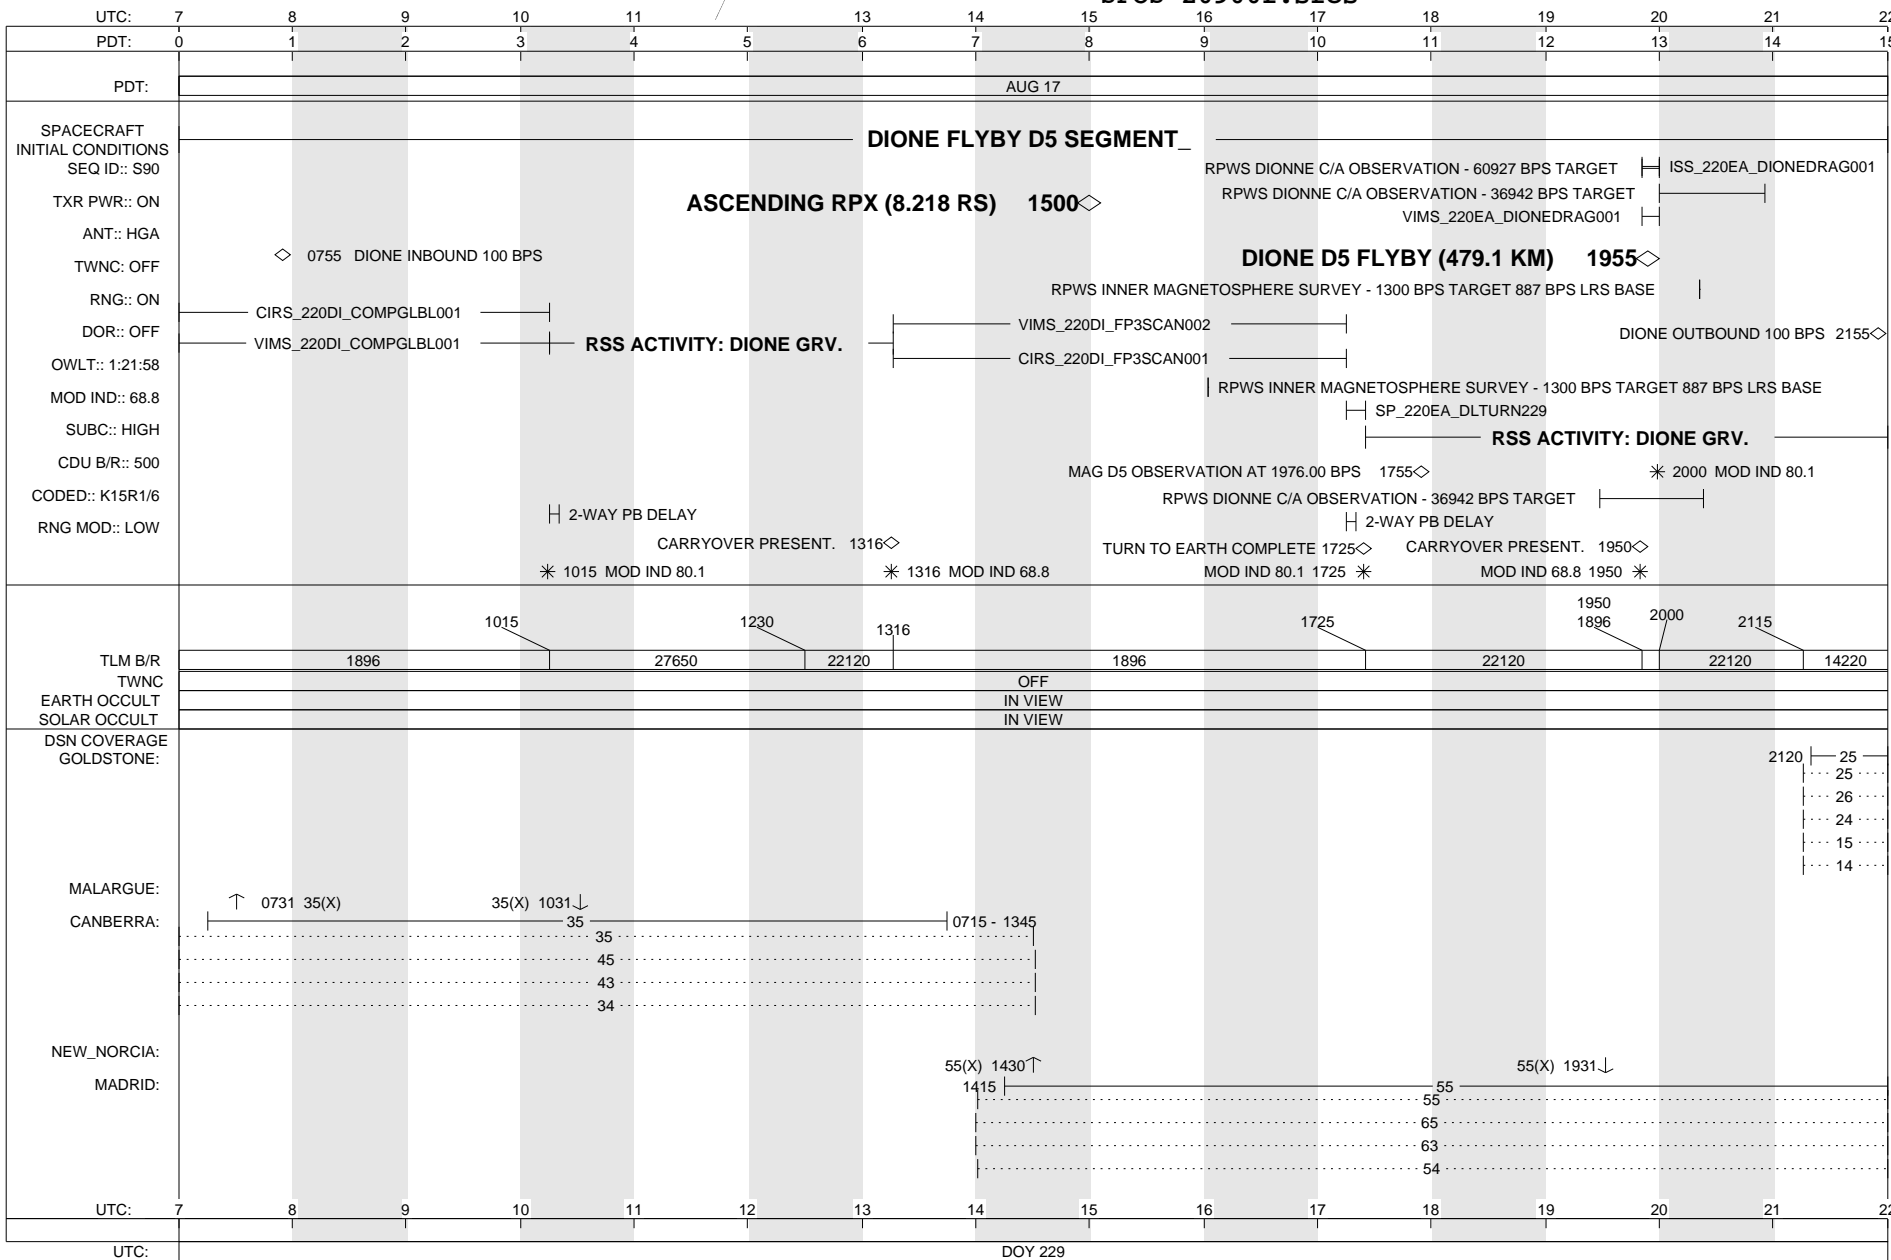 UTC: 7 8 9 10 11 13 14 15 16 17 18 19 20 21 22
PDT: 0 1 2 3 4 5 6 7 8 9 10 11 12 13 14 15
PDT: AUG 17
SPACECRAFT
INITIAL CONDITIONS
DIONE FLYBY D5 SEGMENT_
SEQ ID:: S90
RPWS DIONNE C/A OBSERVATION - 60927 BPS TARGET ISS_220EA_DIONEDRAG001
RPWS DIONNE C/A OBSERVATION - 36942 BPS TARGET
TXR PWR:: ON
ASCENDING RPX (8.218 RS) 1500
VIMS_220EA_DIONEDRAG001
ANT:: HGA
0755 DIONE INBOUND 100 BPS
DIONE D5 FLYBY (479.1 KM) 1955
TWNC: OFF
RPWS INNER MAGNETOSPHERE SURVEY - 1300 BPS TARGET 887 BPS LRS BASE
RNG:: ON
CIRS_220DI_COMPGLBL001
VIMS_220DI_FP3SCAN002
DOR:: OFF
DIONE OUTBOUND 100 BPS 2155
VIMS_220DI_COMPGLBL001 RSS ACTIVITY: DIONE GRV.
CIRS_220DI_FP3SCAN001
OWLT:: 1:21:58
RPWS INNER MAGNETOSPHERE SURVEY - 1300 BPS TARGET 887 BPS LRS BASE
MOD IND:: 68.8
SP_220EA_DLTURN229
SUBC:: HIGH
RSS ACTIVITY: DIONE GRV.
CDU B/R:: 500
MAG D5 OBSERVATION AT 1976.00 BPS 1755 2000 MOD IND 80.1
CODED:: K15R1/6
RPWS DIONNE C/A OBSERVATION - 36942 BPS TARGET
2-WAY PB DELAY 2-WAY PB DELAY
RNG MOD:: LOW
CARRYOVER PRESENT. 1316 TURN TO EARTH COMPLETE 1725 CARRYOVER PRESENT. 1950
1015 MOD IND 80.1 1316 MOD IND 68.8 MOD IND 80.1 1725 MOD IND 68.8 1950
1950
1015 1230 1316 1725 1896 2000 2115
TLM B/R 1896 27650 22120 1896 22120 22120 14220
TWNC OFF
EARTH OCCULT IN VIEW
SOLAR OCCULT IN VIEW
DSN COVERAGE
GOLDSTONE: 2120 25
25
26
24
15
14
MALARGUE:
0731 35(X) 35(X) 1031
CANBERRA: 35 0715 - 1345
35
45
43
34
NEW_NORCIA:
55(X) 1430 55(X) 1931
MADRID: 1415 55
55
65
63
54
UTC: 7 8 9 10 11 12 13 14 15 16 17 18 19 20 21 22
UTC: DOY 229